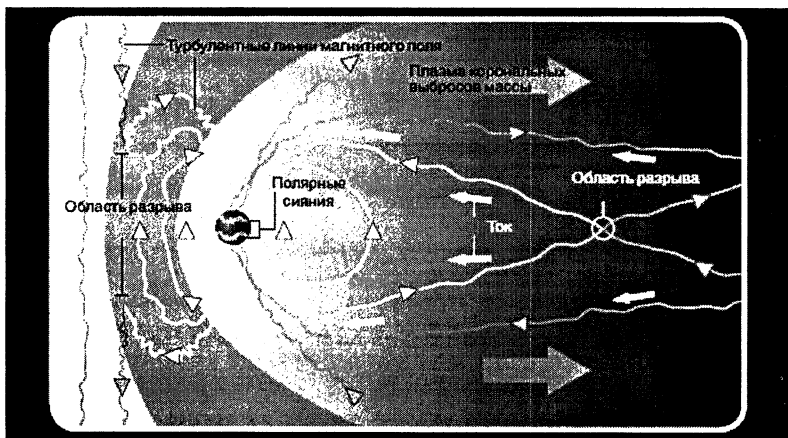 Турбулентные линии магнитного поля
Плазма корональных
выбросов массы
Полярные
сияния
Область разрыва
Область разрыва
Ток